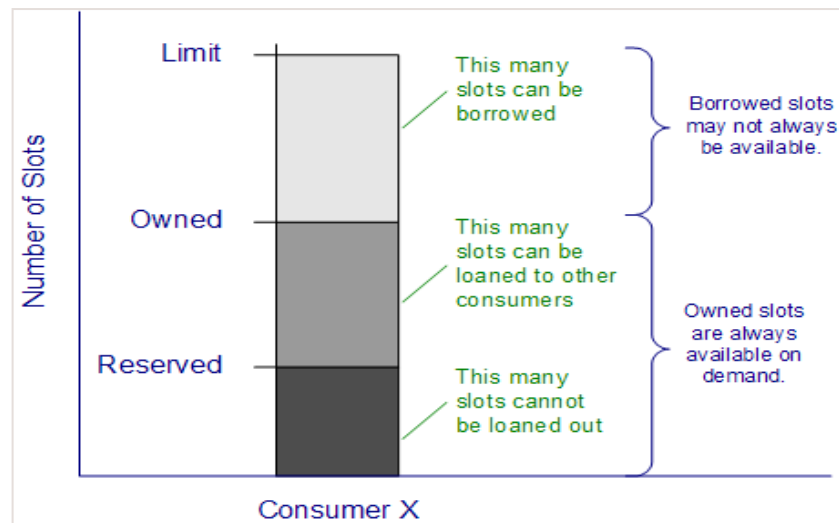 Limit
This many
slots can be
borrowed
Borrowed slots
may not always
be available.
Number of Slots
Owned
This many
slots can be
loaned to other
consumers
Owned slots
are always
available on
demand.
Reserved
This many
slots cannot
be loaned out
Consumer X